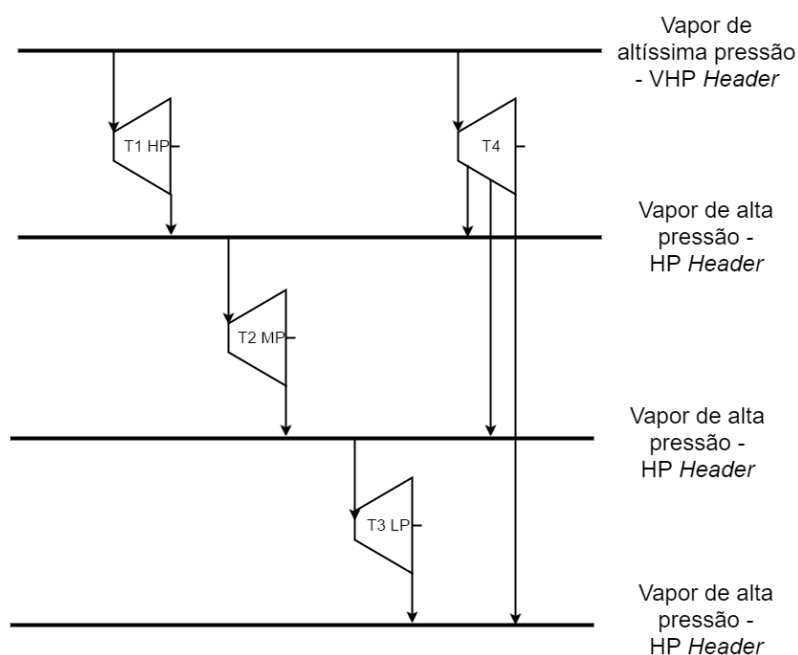 Vapor de
altíssima pressão
- VHP Header
T1 HP
T4
Vapor de alta
pressão -
HP Header
T2 MP
Vapor de alta
pressão -
HP Header
T3 LP
Vapor de alta
pressão -
HP Header